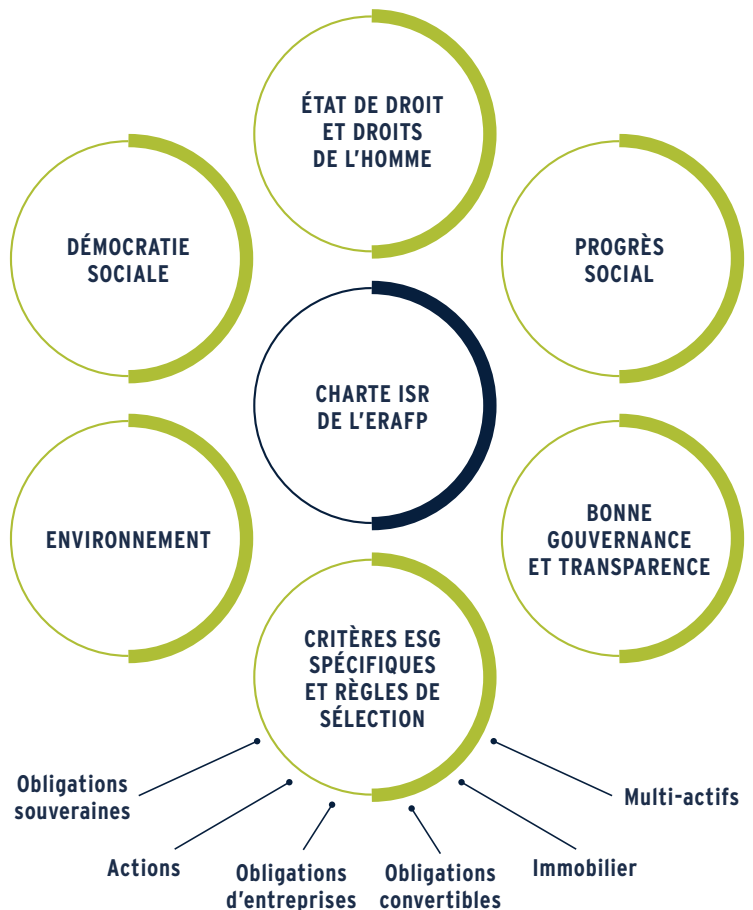 ÉTAT DE DROIT
ET DROITS
DE L'HOMME
DÉMOCRATIE
SOCIALE
PROGRÈS
SOCIAL
CHARTE ISR
DE L'ERAFP
ENVIRONNEMENT
BONNE
GOUVERNANCE
ET TRANSPARENCE
CRITÈRES ESG
SPÉCIFIQUES
ET RÈGLES DE
SÉLECTION
Obligations
souveraines
Actions
Obligations
d'entreprises
Obligations
convertibles
Immobilier
Multi-actifs